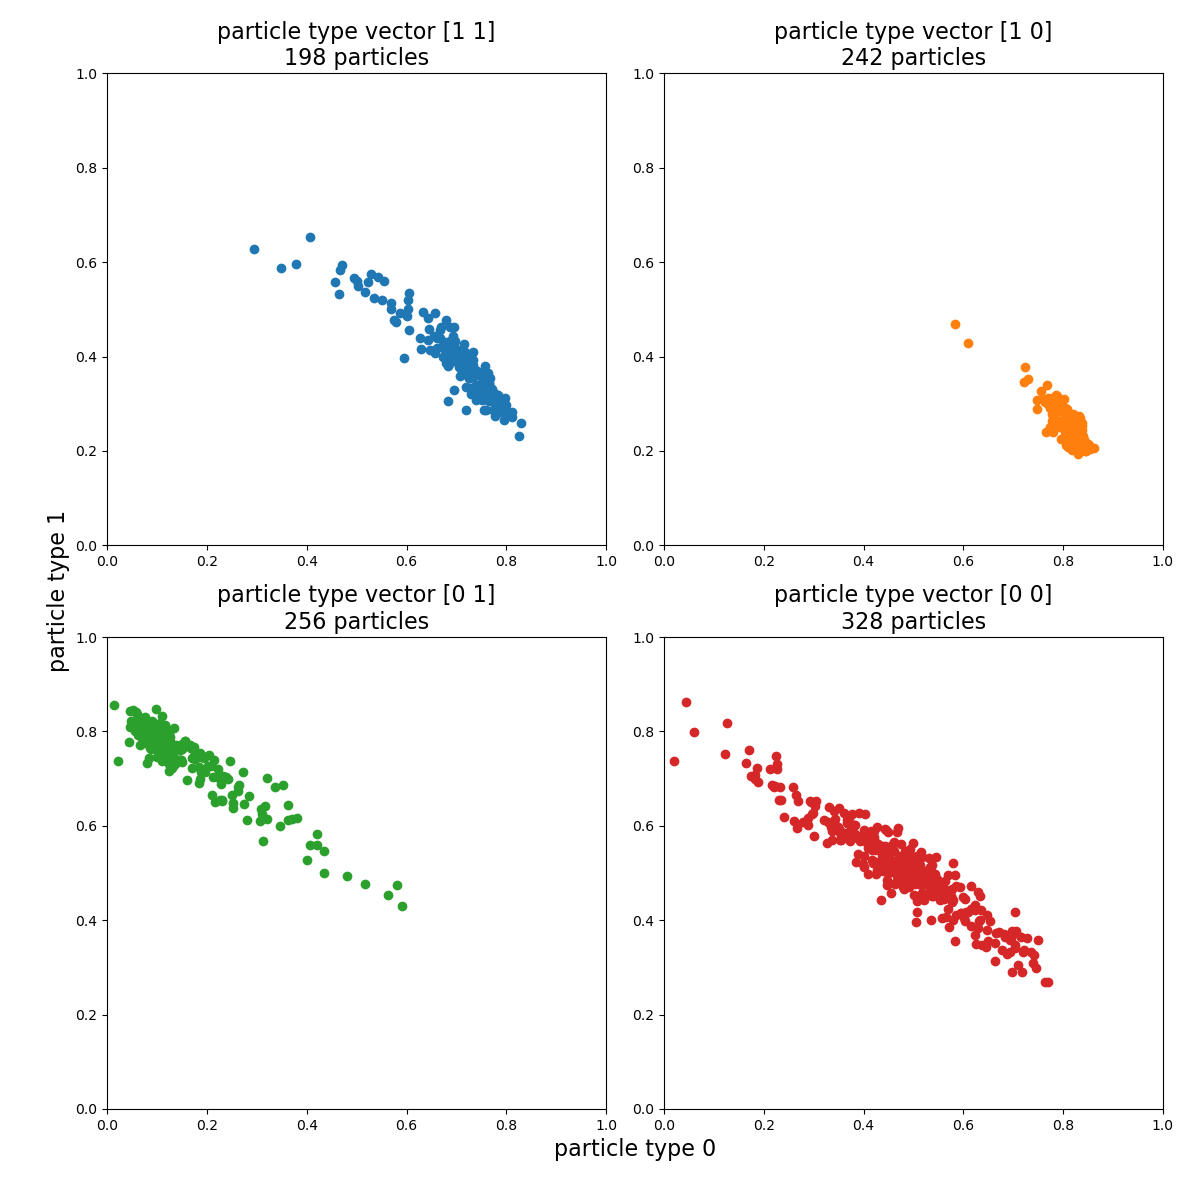 particle type vector [1 1]
198 particles
1.0
0.8
0.6
0.4
0.2
0.0
0.0 0.2 0.4 0.6 0.8 1.0
particle type vector [1 0]
242 particles
1.0
0.8
0.6
0.4
0.2
0.0
0.0 0.2 0.4 0.6 0.8 1.0
particle type 1
particle type vector [0 1]
256 particles
1.0
0.8
0.6
0.4
0.2
0.0
0.0 0.2 0.4 0.6 0.8 1.0
particle type vector [0 0]
328 particles
1.0
0.8
0.6
0.4
0.2
0.0
0.0 0.2 0.4 0.6 0.8 1.0
particle type 0